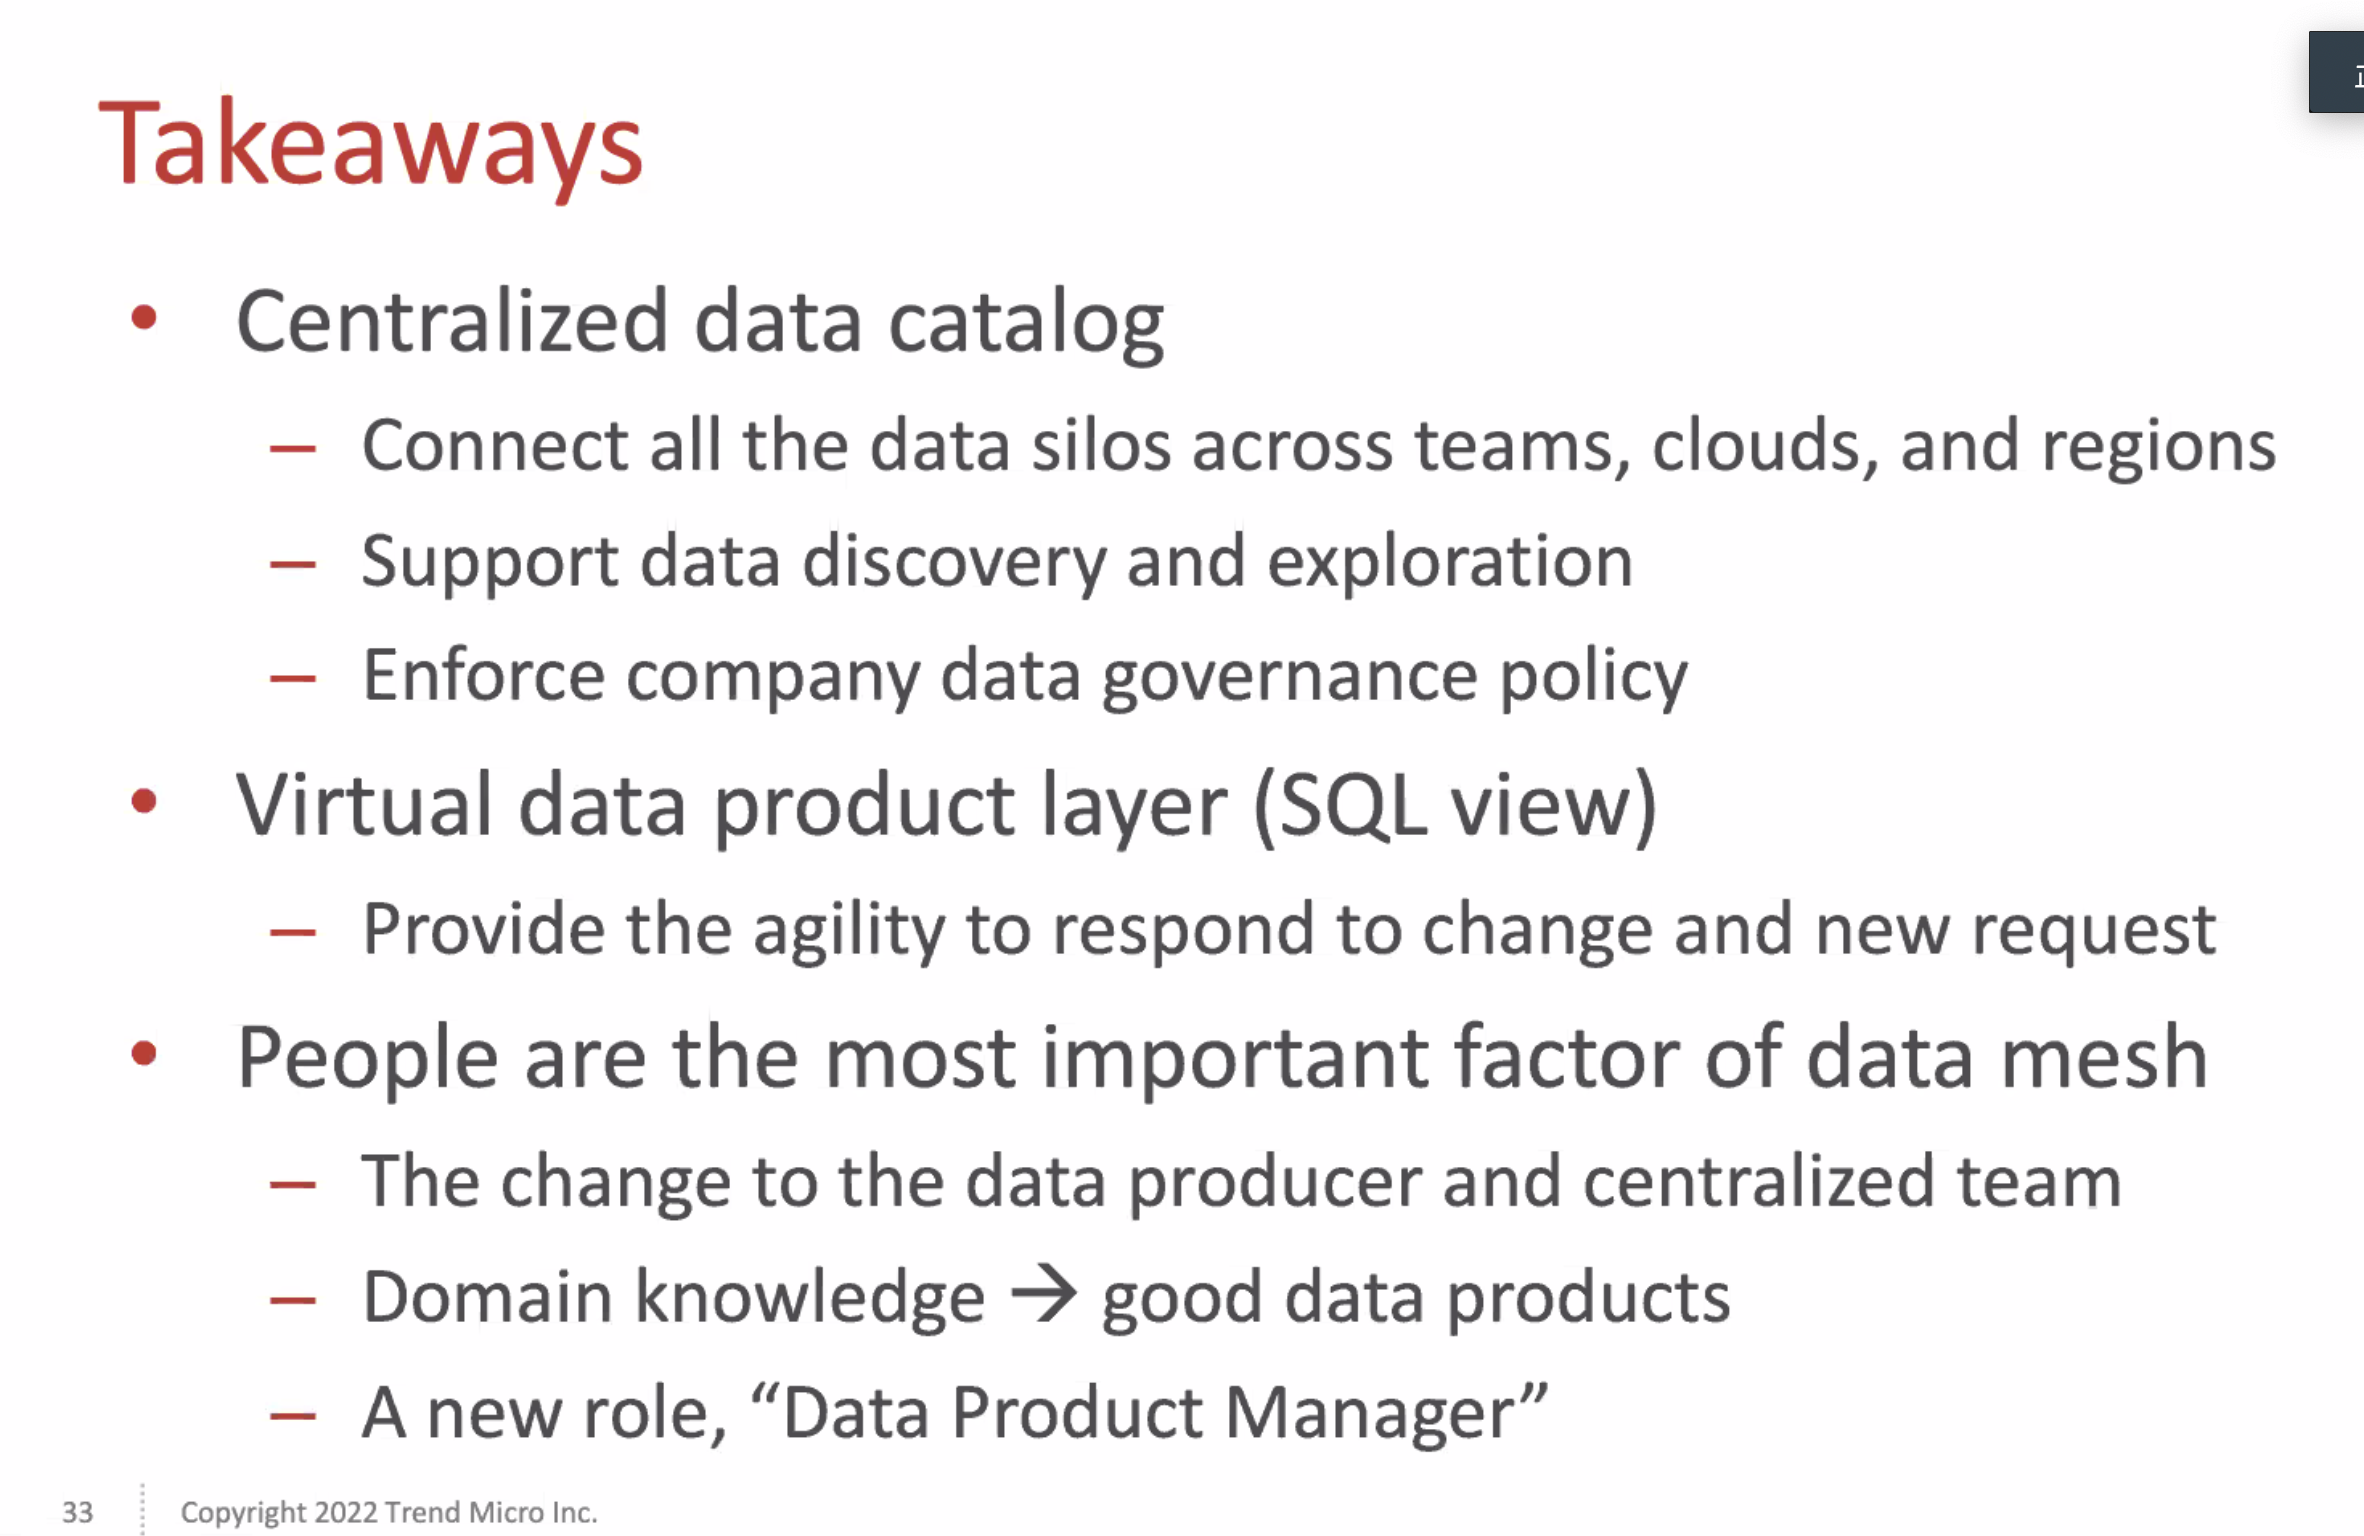 Takeaways
• Centralized data catalog
– Connect all the data silos across teams, clouds, and regions
– Support data discovery and exploration
– Enforce company data governance policy
• Virtual data product layer (SQL view)
– Provide the agility to respond to change and new request
• People are the most important factor of data mesh
– The change to the data producer and centralized team
– Domain knowledge → good data products
– A new role, “Data Product Manager”
33 Copyright 2022 Trend Micro Inc.